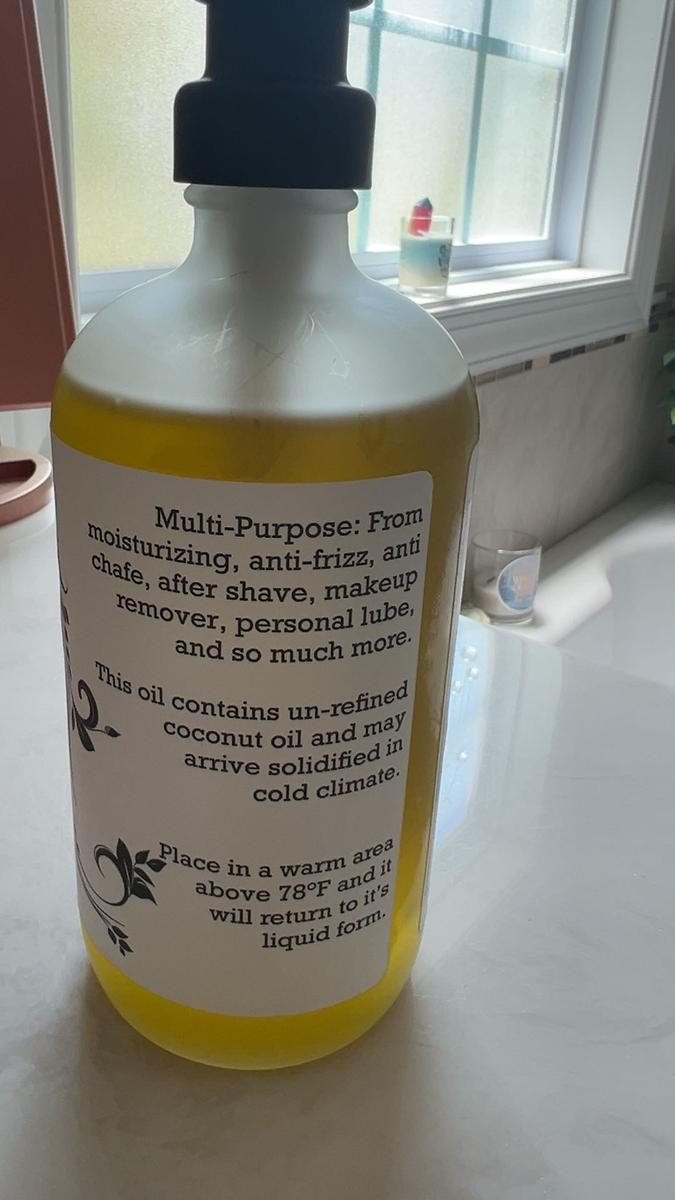 Multi-Purpose: From
moisturizing, anti-frizz, anti
chafe, after shave, makeup
remover, personal lube,
and so much more.
This oil contains un-refined
coconut oil and may
arrive solidified in
cold climate.
Place in a warm area
above 78ºF and it
will return to it's
liquid form.